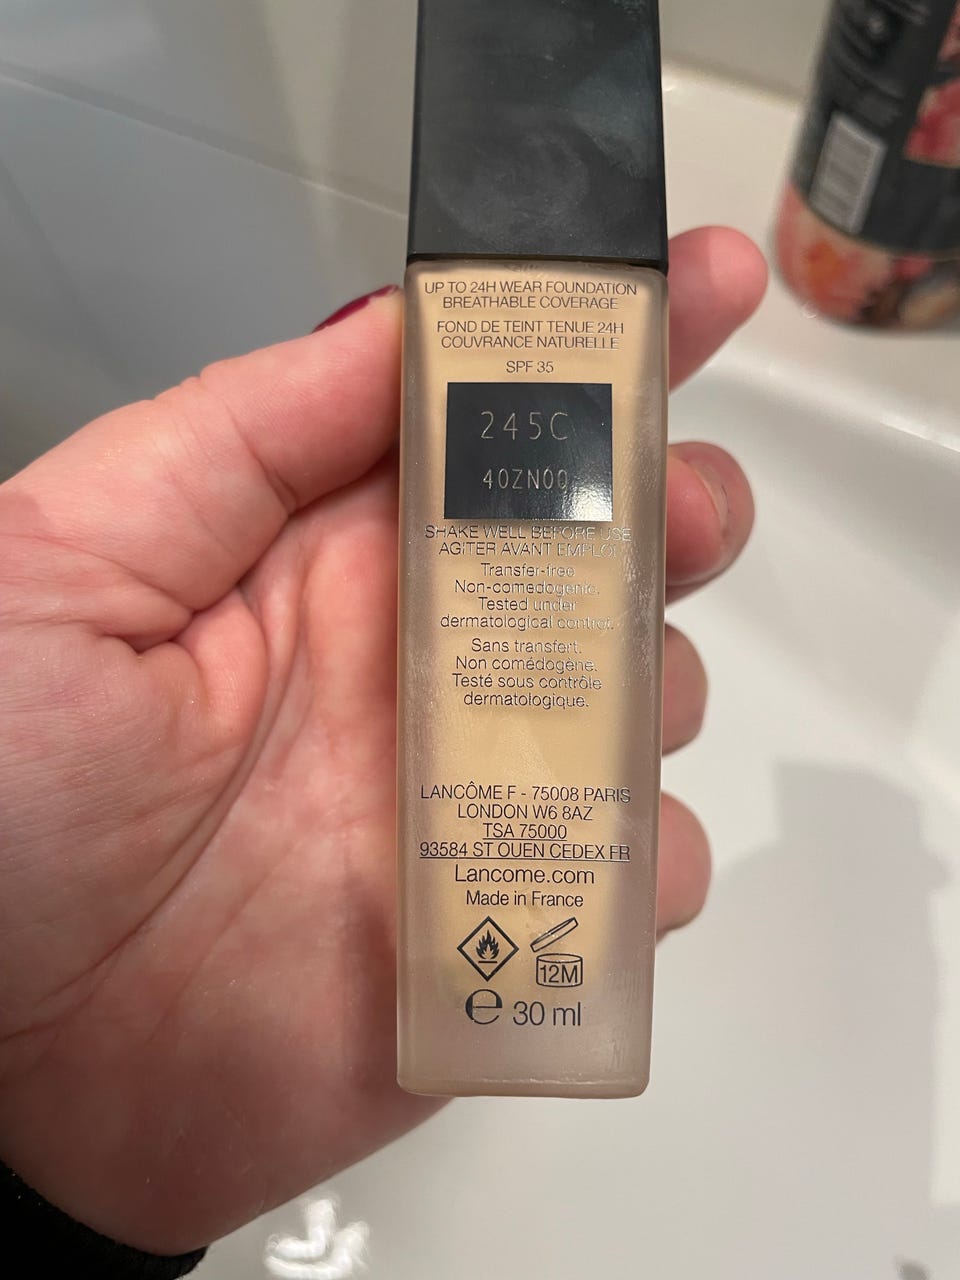 UP TO 24H WEAR FOUNDATION
BREATHABLE COVERAGE
FOND DE TEINT TENUE 24H
COUVRANCE NATURELLE
SPF 35
245C
40ZN00
SHAKE WELL BEFORE USE
AGITER AVANT EMPLOI
Transfer-free
Non-comedogenic.
Tested under
dermatological control.
Sans transfert.
Non comédogène.
Testé sous contrôle
dermatologique.
LANCÔME F - 75008 PARIS
LONDON W6 8AZ
TSA 75000
93584 ST OUEN CEDEX FR
Lancome.com
Made in France
12M
℮ 30 ml